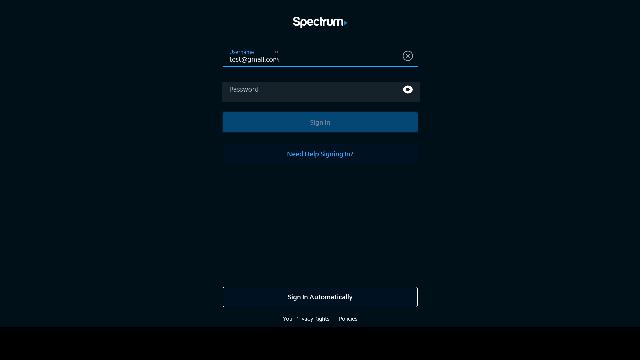 Spectrum
Username
test@gmail.com
Password
Sign In
Need Help Signing In?
Sign In Automatically
Your Privacy Rights Policies